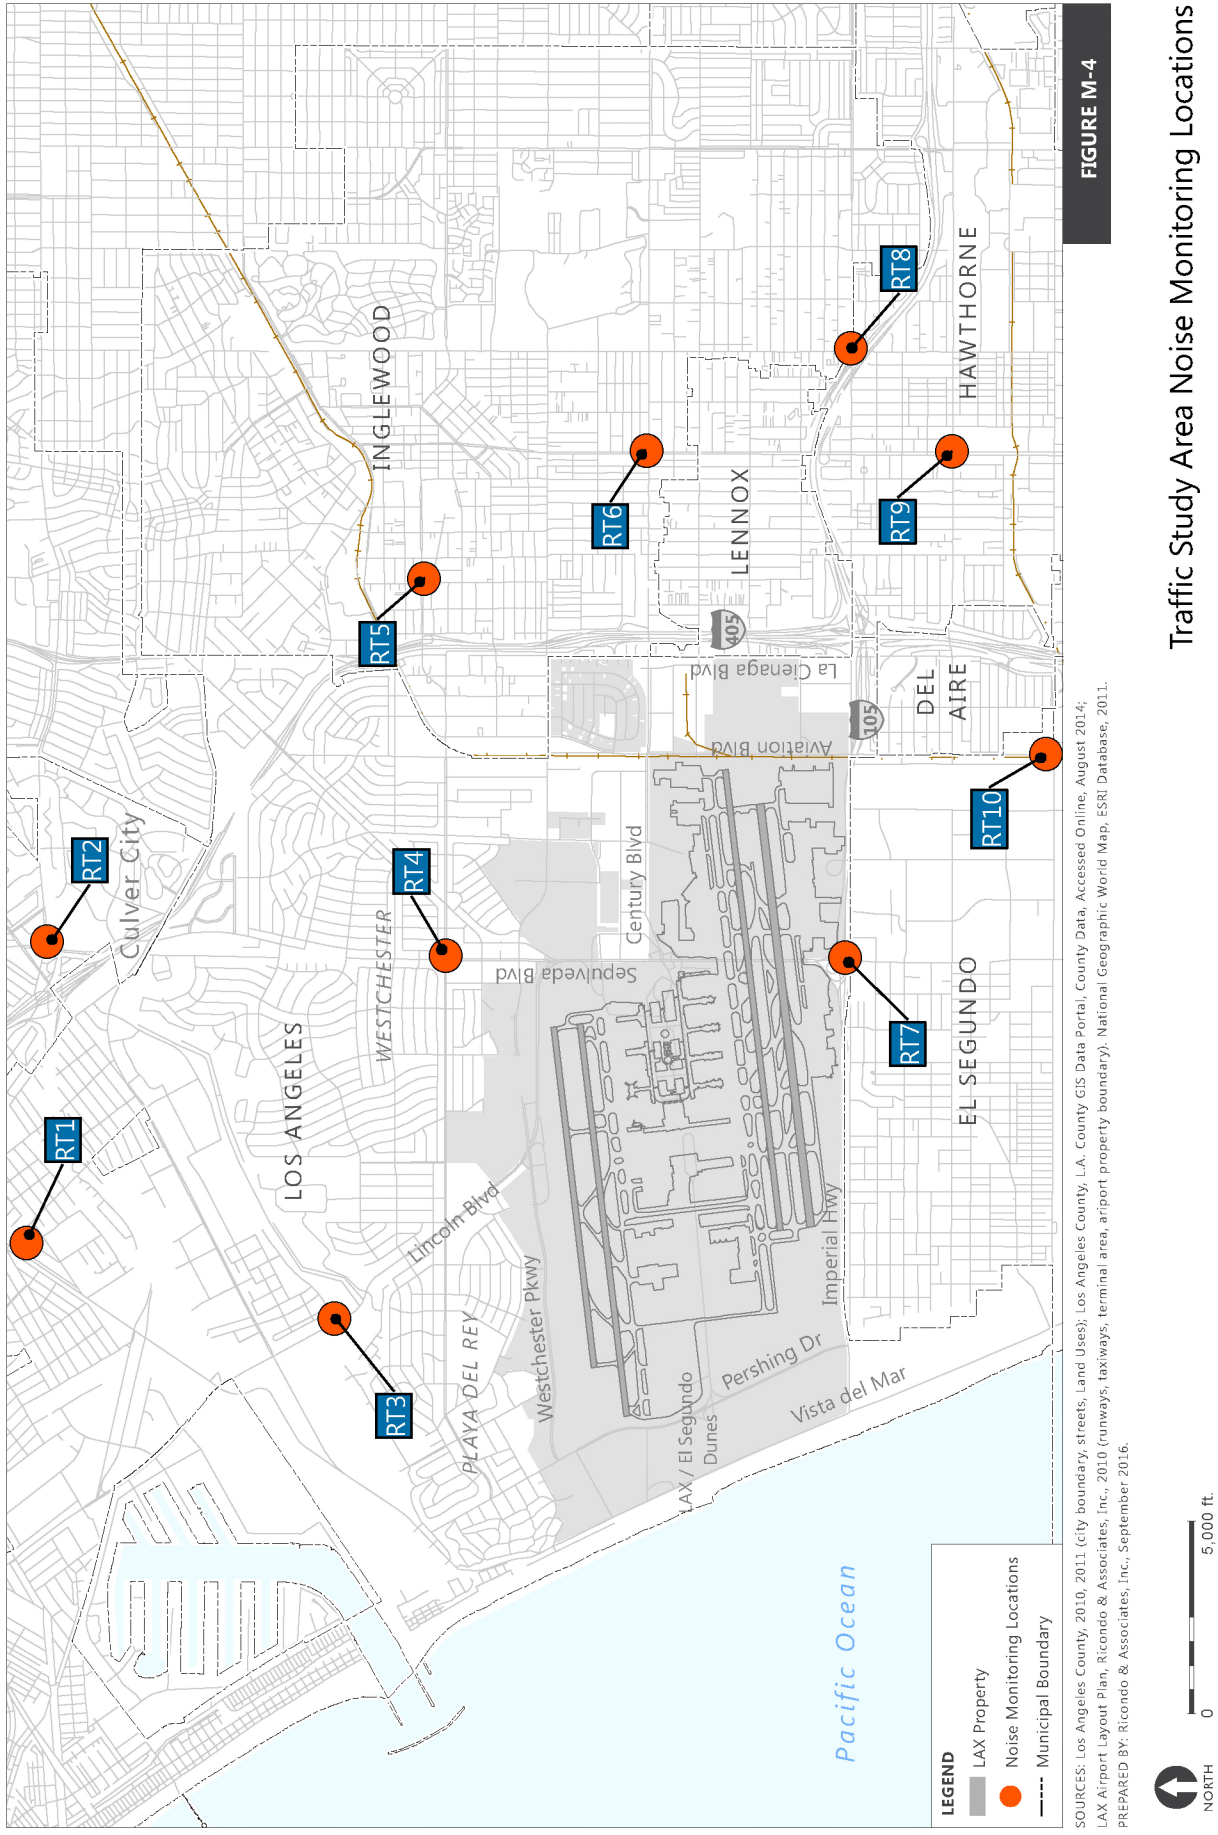 RT1
RT2
Culver City
LOS ANGELES
WESTCHESTER
RT3
RT4
RT5
INGLEWOOD
Lincoln Blvd
PLAYA DEL REY
Westchester Pkwy
Sepulveda Blvd
Century Blvd
RT6
LAX / El Segundo
Dunes
Pershing Dr
Vista del Mar
Imperial Hwy
Aviation Blvd
La Cienaga Blvd
405
LENNOX
105
RT7
RT8
RT9
RT10
DEL
AIRE
EL SEGUNDO
HAWTHORNE
Pacific Ocean
LEGEND
LAX Property
Noise Monitoring Locations
Municipal Boundary
SOURCES: Los Angeles County, 2010, 2011 (city boundary, streets, Land Uses); Los Angeles County, L.A. County GIS Data Portal, County Data, Accessed Online, August 2014;
LAX Airport Layout Plan, Ricondo & Associates, Inc., 2010 (runways, taxiways, terminal area, ariport property boundary). National Geographic World Map, ESRI Database, 2011.
PREPARED BY: Ricondo & Associates, Inc., September 2016.
FIGURE M-4
NORTH
0
5,000 ft.
Traffic Study Area Noise Monitoring Locations